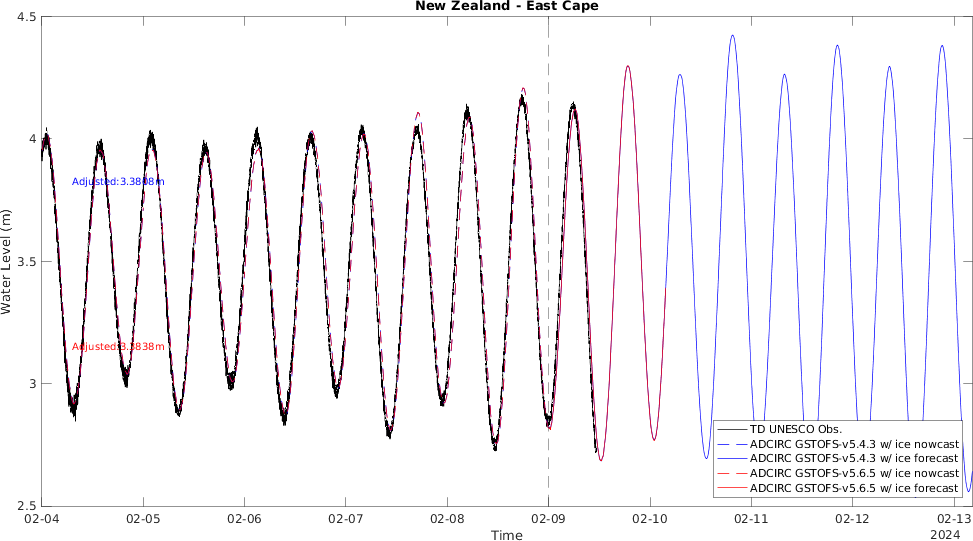 New Zealand - East Cape
4.5
4
3.5
3
2.5
Water Level (m)
Adjusted:3.3808m
Adjusted:3.3838m
TD UNESCO Obs.
ADCIRC GSTOFS-v5.4.3 w/ ice nowcast
ADCIRC GSTOFS-v5.4.3 w/ ice forecast
ADCIRC GSTOFS-v5.6.5 w/ ice nowcast
ADCIRC GSTOFS-v5.6.5 w/ ice forecast
02-04 02-05 02-06 02-07 02-08 02-09 02-10 02-11 02-12 02-13
Time
2024